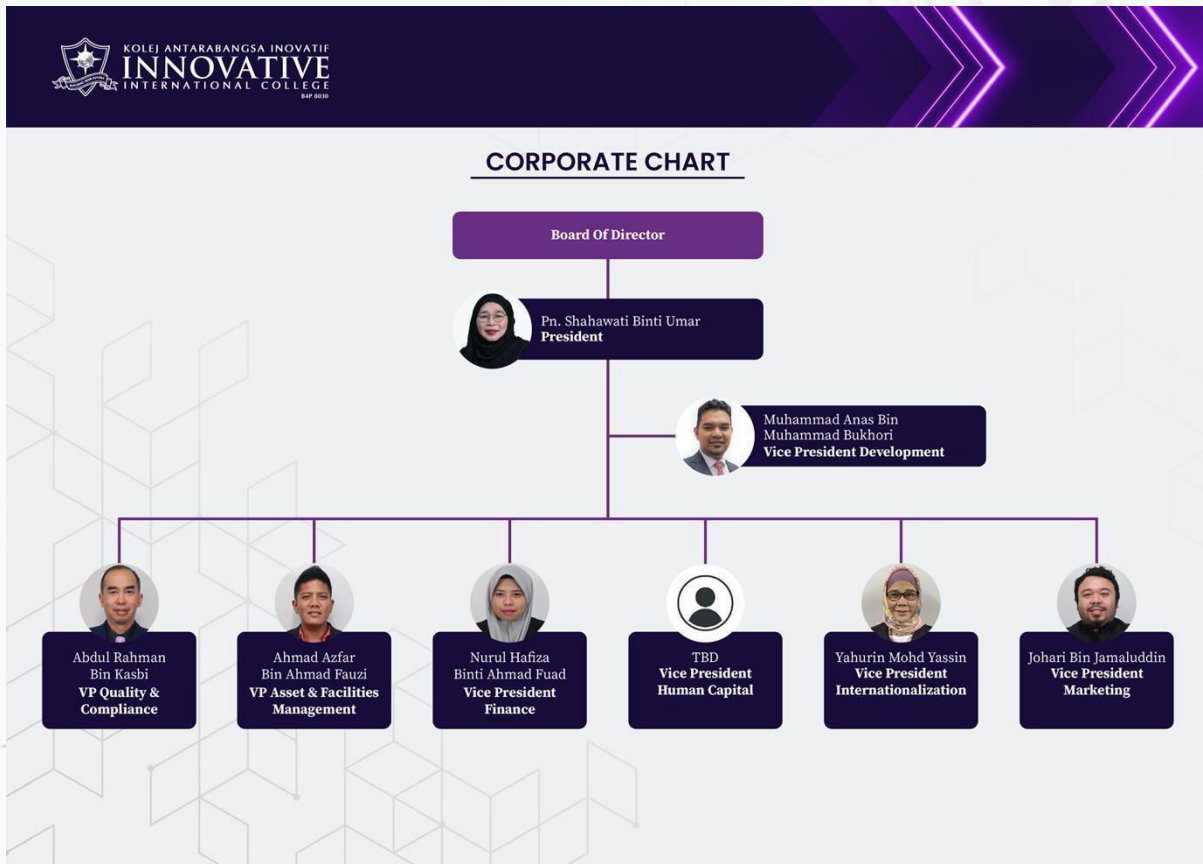 KOLEJ ANTARABANGSA INOVATIF
INNOVATIVE
INTERNATIONAL COLLEGE
B4P 8030
CORPORATE CHART
Board Of Director
Pn. Shahawati Binti Umar
President
Muhammad Anas Bin
Muhammad Bukhori
Vice President Development
Abdul Rahman
Bin Kasbi
VP Quality &
Compliance
Ahmad Azfar
Bin Ahmad Fauzi
VP Asset & Facilities
Management
Nurul Hafiza
Binti Ahmad Fuad
Vice President
Finance
TBD
Vice President
Human Capital
Yahurin Mohd Yassin
Vice President
Internationalization
Johari Bin Jamaluddin
Vice President
Marketing